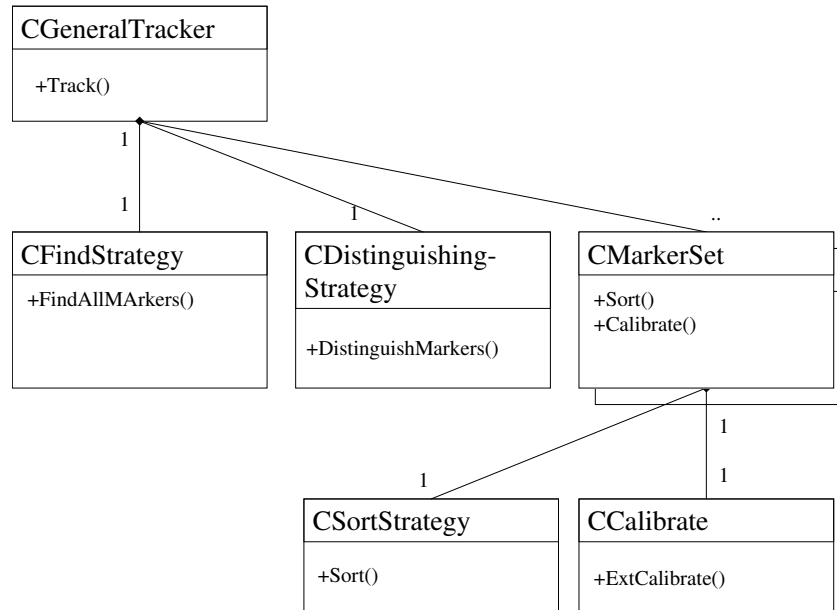 CGeneralTracker
+Track()
1
1
1
..
CFindStrategy
+FindAllMArkers()
CDistinguishing-
Strategy
+DistinguishMarkers()
CMarkerSet
+Sort()
+Calibrate()
1
1
1
CSortStrategy
+Sort()
CCalibrate
+ExtCalibrate()